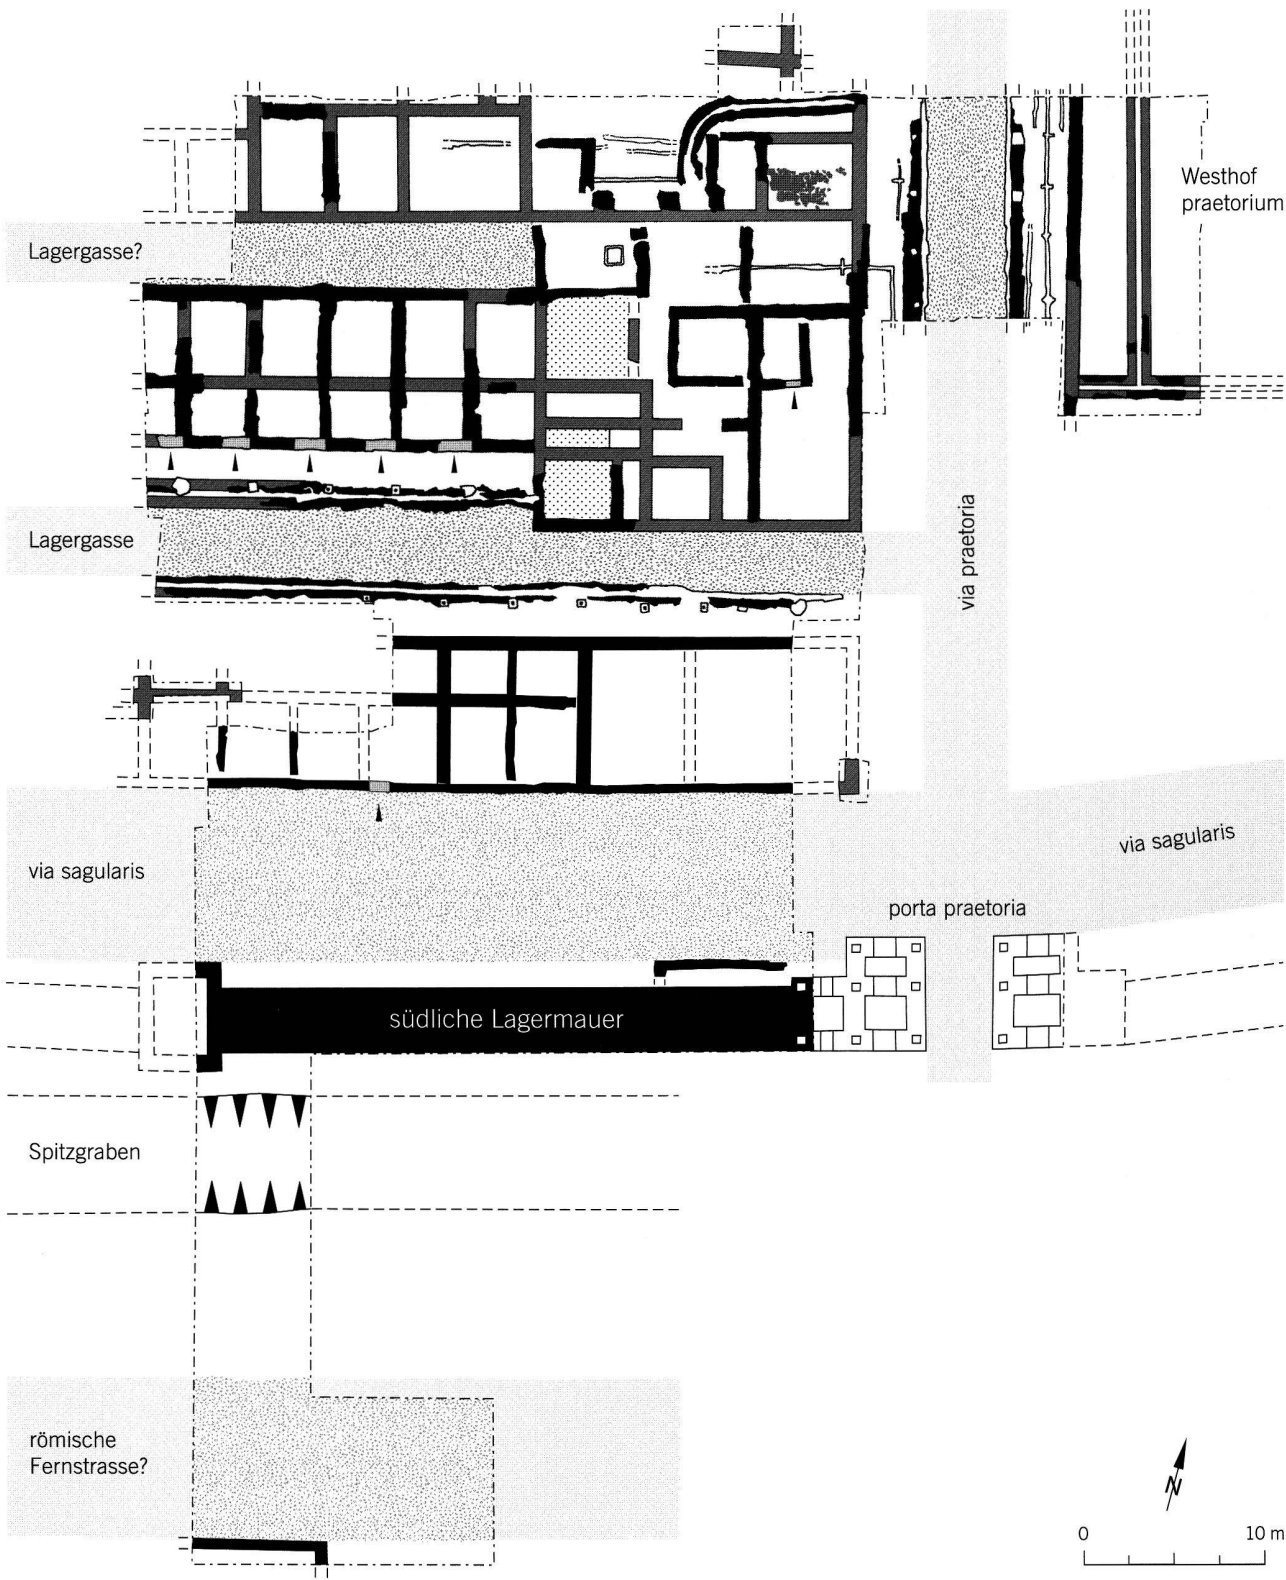 Westhof
praetorium
Lagergasse?
Lagergasse
via praetoria
via sagularis
via sagularis
porta praetoria
südliche Lagermauer
Spitzgraben
römische
Fernstrasse?
N
0 10 m